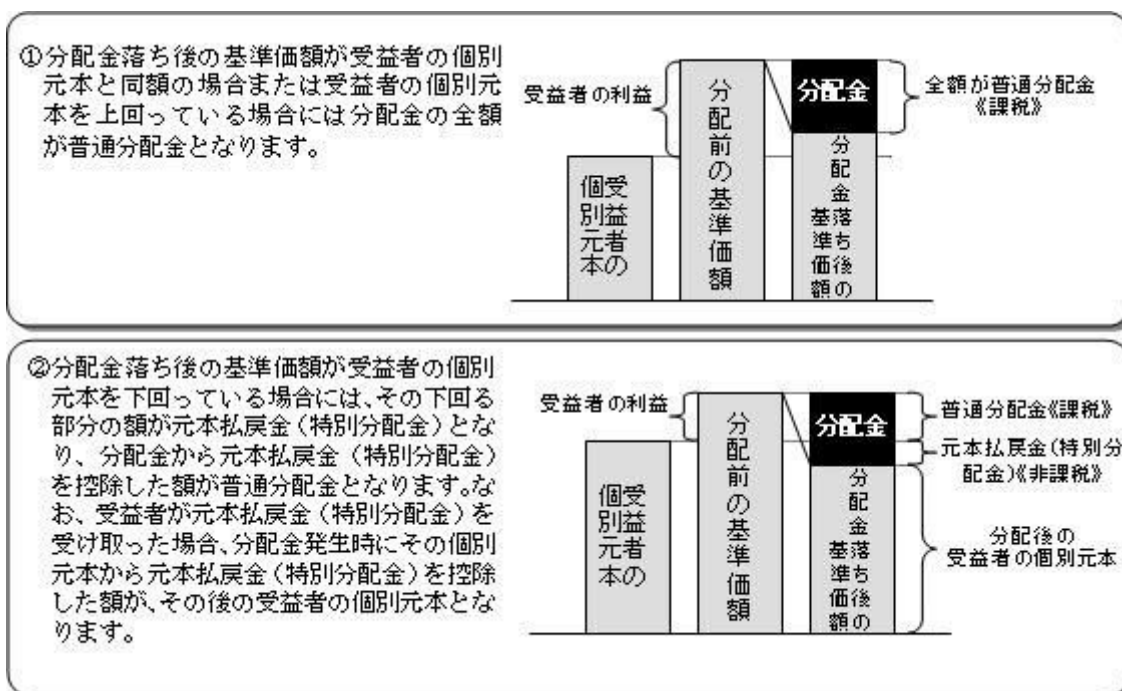 ①分配金落ち後の基準価額が受益者の個別
元本と同額の場合または受益者の個別元
本を上回っている場合には分配金の全額
が普通分配金となります。
受益者の利益
受益者の
個別元本
分配前の基準価額
分配金
分配金落ち後の
基準価額
全額が普通分配金
《課税》
②分配金落ち後の基準価額が受益者の個別
元本を下回っている場合には、その下回る
部分の額が元本払戻金（特別分配金）とな
り、分配金から元本払戻金（特別分配金）
を控除した額が普通分配金となります。な
お、受益者が元本払戻金（特別分配金）を
受け取った場合、分配金発生時にその個別
元本から元本払戻金（特別分配金）を控除
した額が、その後の受益者の個別元本とな
ります。
受益者の利益
受益者の
個別元本
分配前の基準価額
分配金
分配金落ち後の
基準価額
普通分配金《課税》
元本払戻金(特別分
配金)《非課税》
分配後の
受益者の個別元本